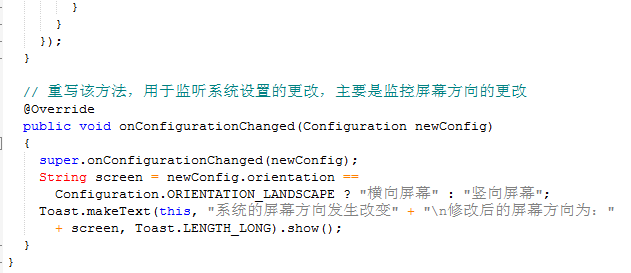 }
}
});
}
// 重写该方法，用于监听系统设置的更改，主要是监控屏幕方向的更改
@Override
public void onConfigurationChanged(Configuration newConfig)
{
super.onConfigurationChanged(newConfig);
String screen = newConfig.orientation ==
Configuration.ORIENTATION_LANDSCAPE ? "横向屏幕" : "竖向屏幕";
Toast.makeText(this, "系统的屏幕方向发生改变" + "\n修改后的屏幕方向为："
+ screen, Toast.LENGTH_LONG).show();
}
}